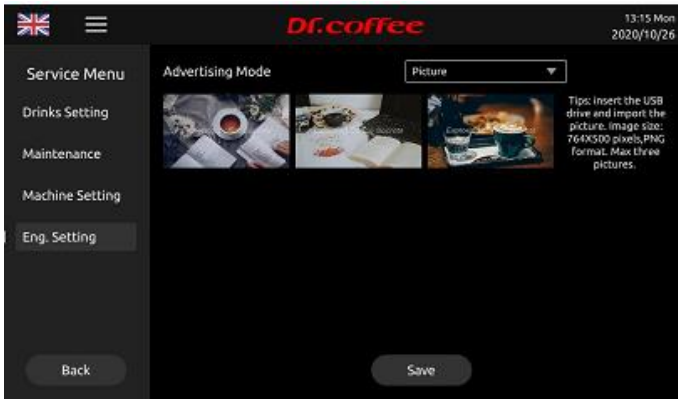 Dr.coffee
13:15 Mon
2020/10/26
Service Menu
Drinks Setting
Maintenance
Machine Setting
Eng. Setting
Back
Advertising Mode
Picture
Tips: insert the USB
drive and import the
picture. Image size:
764X500 pixels,PNG
format. Max three
pictures.
Save